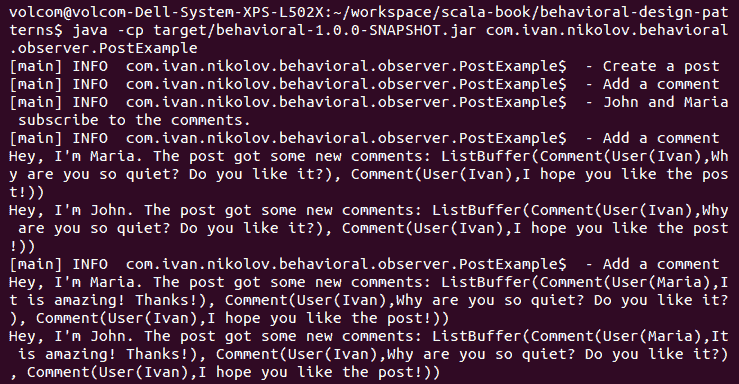 volcom@volcom-Dell-System-XPS-L502X:~/workspace/scala-book/behavioral-design-pat
terns$ java -cp target/behavioral-1.0.0-SNAPSHOT.jar com.ivan.nikolov.behavioral
.observer.PostExample
[main] INFO  com.ivan.nikolov.behavioral.observer.PostExample$  - Create a post
[main] INFO  com.ivan.nikolov.behavioral.observer.PostExample$  - Add a comment
[main] INFO  com.ivan.nikolov.behavioral.observer.PostExample$  - John and Maria
 subscribe to the comments.
[main] INFO  com.ivan.nikolov.behavioral.observer.PostExample$  - Add a comment
Hey, I'm Maria. The post got some new comments: ListBuffer(Comment(User(Ivan),Wh
y are you so quiet? Do you like it?), Comment(User(Ivan),I hope you like the pos
t!))
Hey, I'm John. The post got some new comments: ListBuffer(Comment(User(Ivan),Why
 are you so quiet? Do you like it?), Comment(User(Ivan),I hope you like the post
!))
[main] INFO  com.ivan.nikolov.behavioral.observer.PostExample$  - Add a comment
Hey, I'm Maria. The post got some new comments: ListBuffer(Comment(User(Maria),I
t is amazing! Thanks!), Comment(User(Ivan),Why are you so quiet? Do you like it?
), Comment(User(Ivan),I hope you like the post!))
Hey, I'm John. The post got some new comments: ListBuffer(Comment(User(Maria),It
 is amazing! Thanks!), Comment(User(Ivan),Why are you so quiet? Do you like it?)
, Comment(User(Ivan),I hope you like the post!))